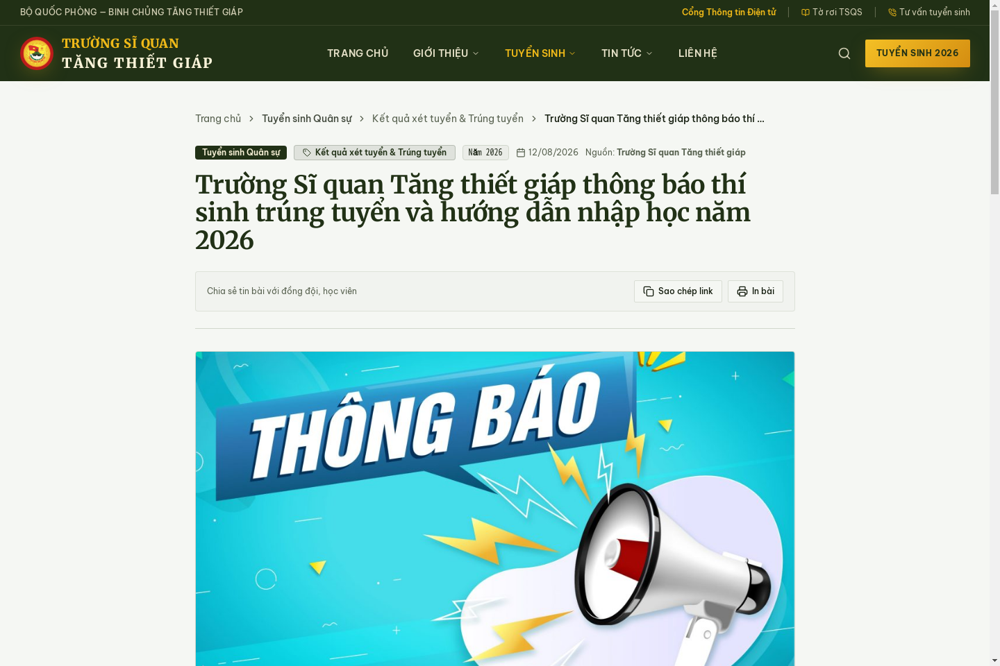 BỘ QUỐC PHÒNG — BINH CHỦNG TĂNG THIẾT GIÁP
Cổng Thông tin Điện tử
Tờ rơi TSQS
Tư vấn tuyển sinh
TRƯỜNG SĨ QUAN
TĂNG THIẾT GIÁP
TRANG CHỦ
GIỚI THIỆU
TUYỂN SINH
TIN TỨC
LIÊN HỆ
TUYỂN SINH 2026
Trang chủ > Tuyển sinh Quân sự > Kết quả xét tuyển & Trúng tuyển > Trường Sĩ quan Tăng thiết giáp thông báo thí ...
Tuyển sinh Quân sự
Kết quả xét tuyển & Trúng tuyển
Năm 2026
12/08/2026
Nguồn: Trường Sĩ quan Tăng thiết giáp
Trường Sĩ quan Tăng thiết giáp thông báo thí
sinh trúng tuyển và hướng dẫn nhập học năm
2026
Chia sẻ tin bài với đồng đội, học viên
Sao chép link
In bài
THÔNG BÁO